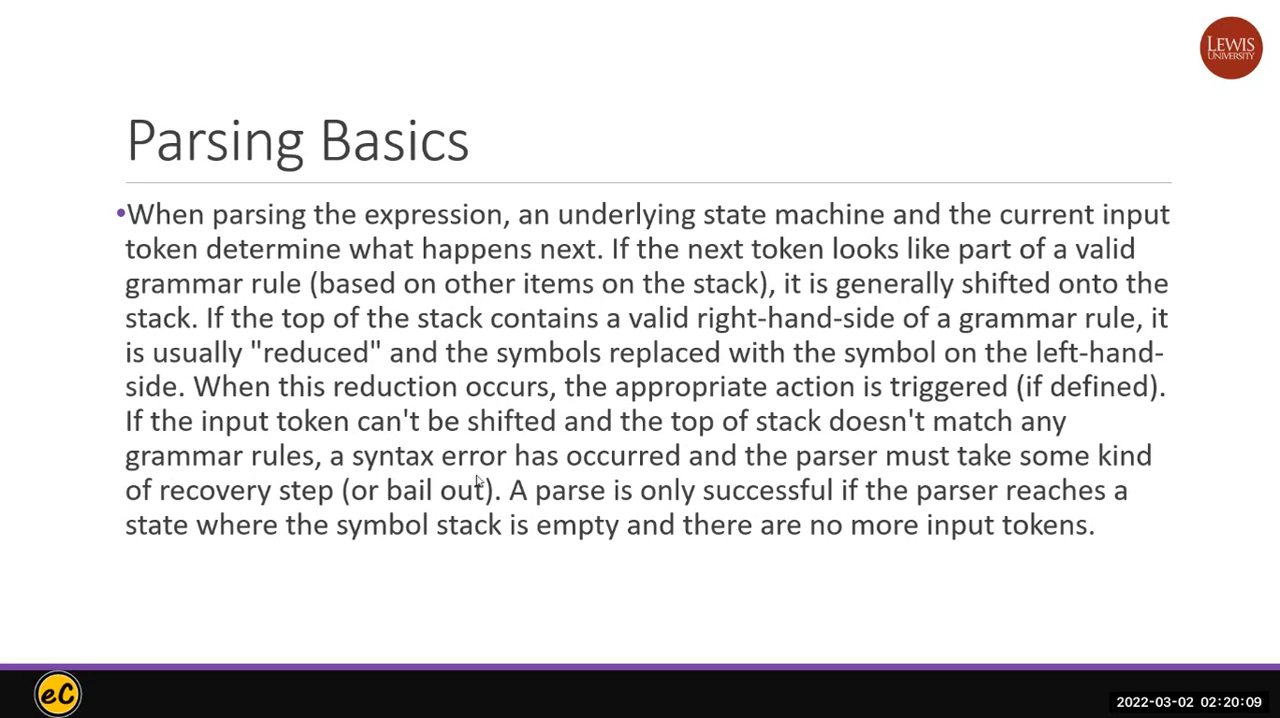 LEWIS
UNIVERSITY
Parsing Basics
•When parsing the expression, an underlying state machine and the current input
token determine what happens next. If the next token looks like part of a valid
grammar rule (based on other items on the stack), it is generally shifted onto the
stack. If the top of the stack contains a valid right-hand-side of a grammar rule, it
is usually "reduced" and the symbols replaced with the symbol on the left-hand-
side. When this reduction occurs, the appropriate action is triggered (if defined).
If the input token can't be shifted and the top of stack doesn't match any
grammar rules, a syntax error has occurred and the parser must take some kind
of recovery step (or bail out). A parse is only successful if the parser reaches a
state where the symbol stack is empty and there are no more input tokens.
eC
2022-03-02 02:20:09